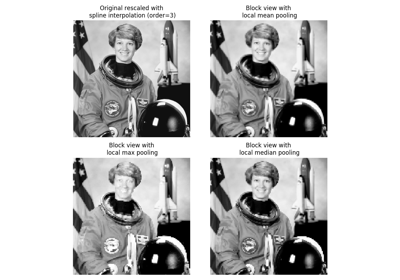 Original rescaled with
spline interpolation (order=3)
Block view with
local mean pooling
Block view with
local max pooling
Block view with
local median pooling